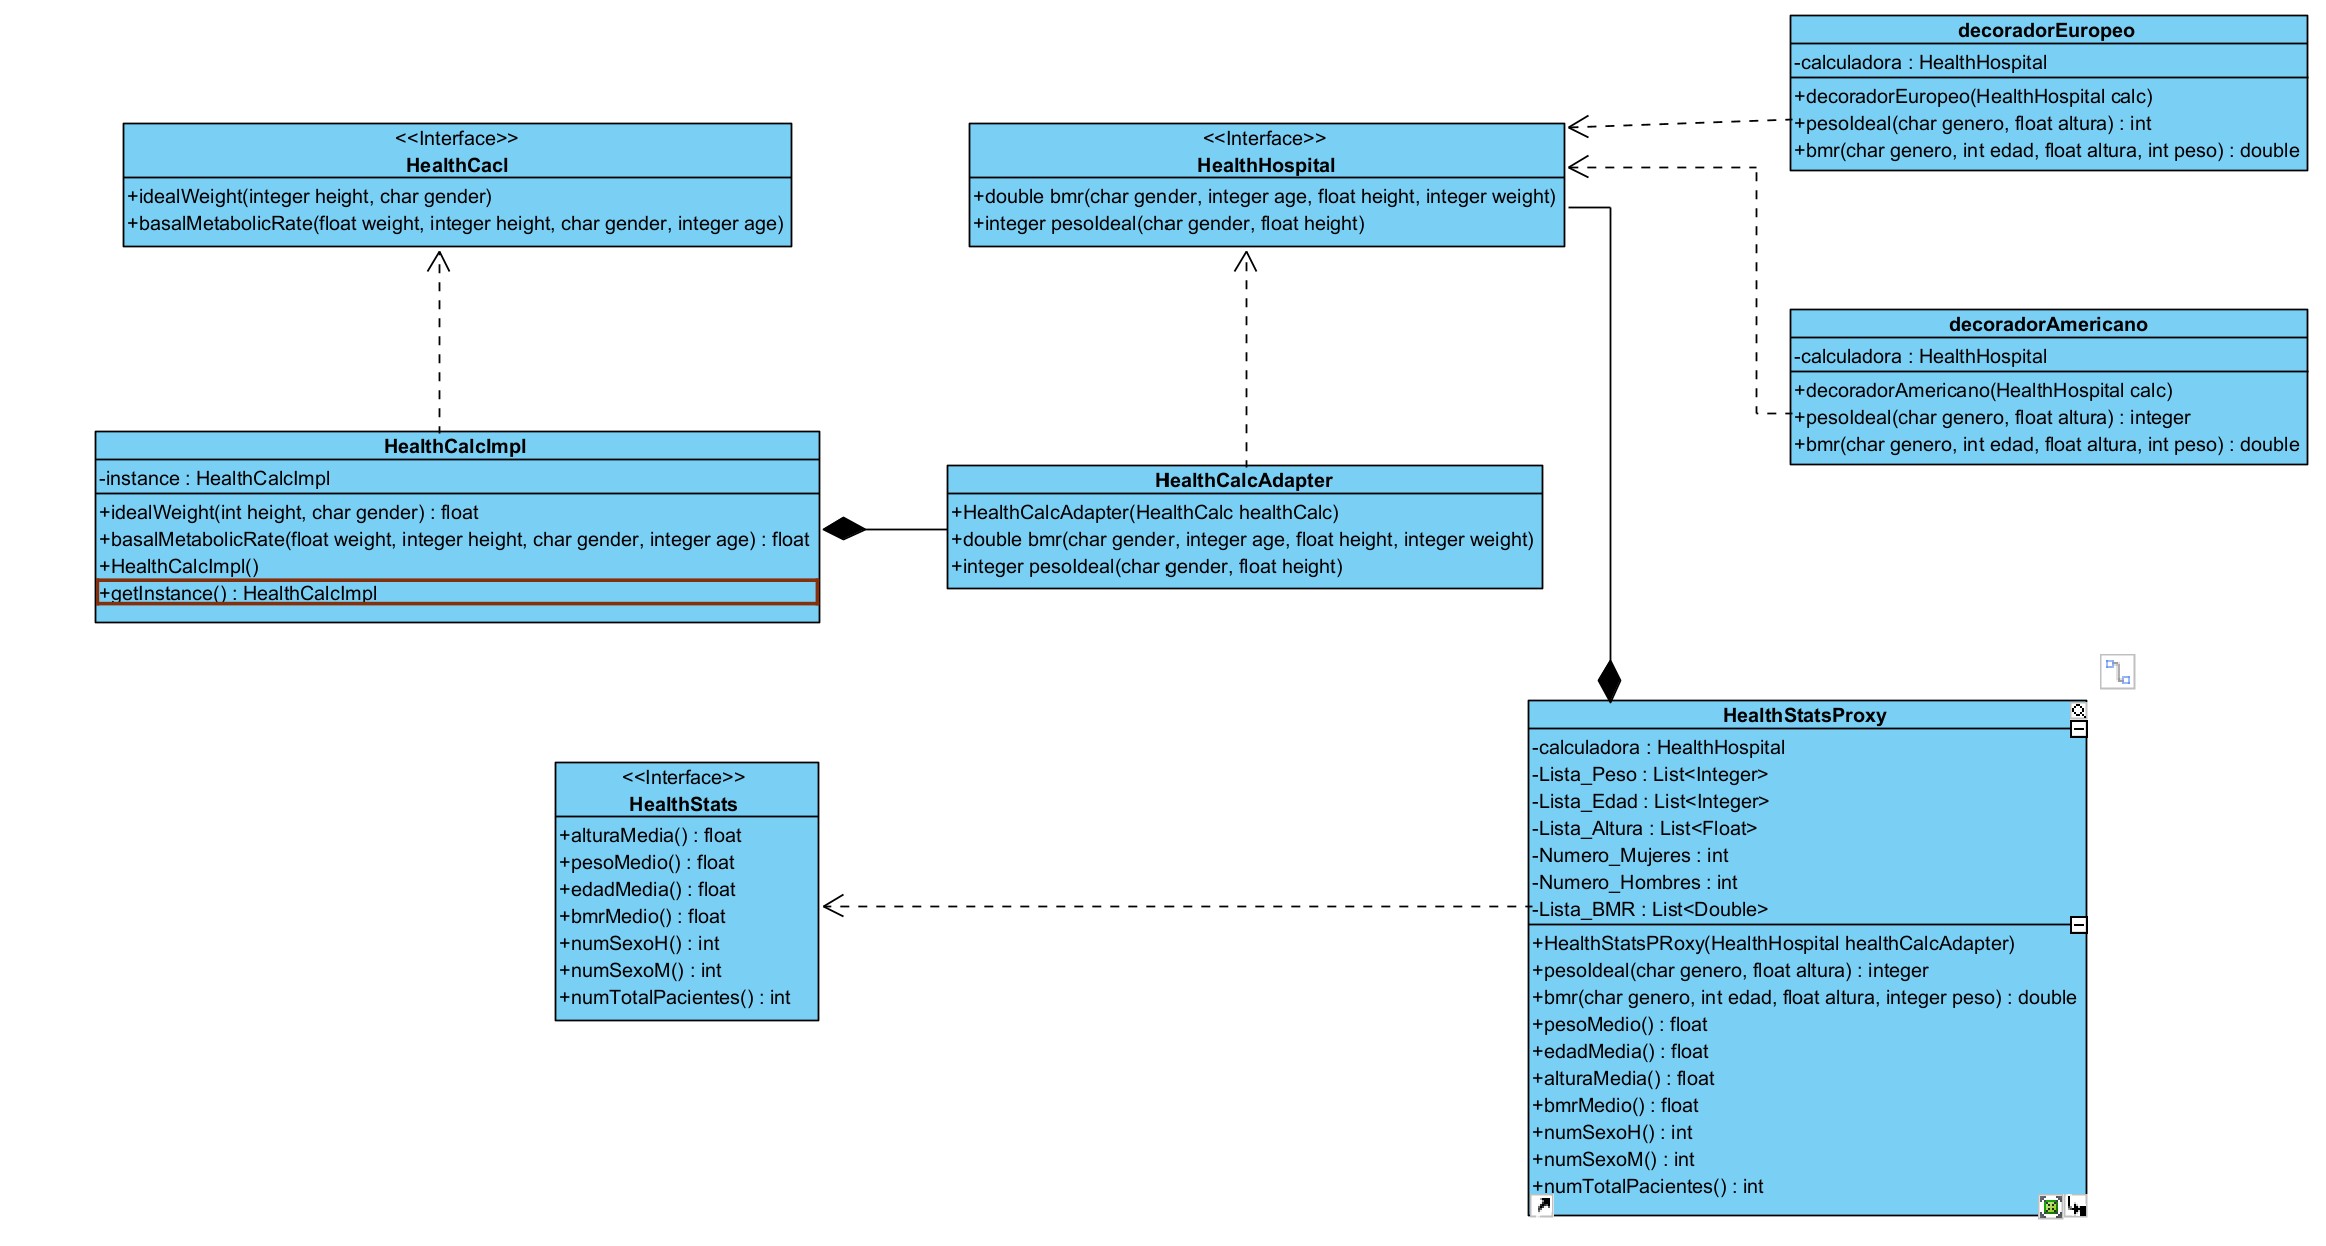 <<Interface>>
HealthCacl
+idealWeight(integer height, char gender)
+basalMetabolicRate(float weight, integer height, char gender, integer age)
<<Interface>>
HealthHospital
+double bmr(char gender, integer age, float height, integer weight)
+integer pesoIdeal(char gender, float height)
decoradorEuropeo
-calculadora : HealthHospital
+decoradorEuropeo(HealthHospital calc)
+pesoIdeal(char genero, float altura) : int
+bmr(char genero, int edad, float altura, int peso) : double
decoradorAmericano
-calculadora : HealthHospital
+decoradorAmericano(HealthHospital calc)
+pesoIdeal(char genero, float altura) : integer
+bmr(char genero, int edad, float altura, int peso) : double
HealthCalcImpl
-instance : HealthCalcImpl
+idealWeight(int height, char gender) : float
+basalMetabolicRate(float weight, integer height, char gender, integer age) : float
+HealthCalcImpl()
+getInstance() : HealthCalcImpl
HealthCalcAdapter
+HealthCalcAdapter(HealthCalc healthCalc)
+double bmr(char gender, integer age, float height, integer weight)
+integer pesoIdeal(char gender, float height)
<<Interface>>
HealthStats
+alturaMedia() : float
+pesoMedio() : float
+edadMedia() : float
+bmrMedio() : float
+numSexoH() : int
+numSexoM() : int
+numTotalPacientes() : int
HealthStatsProxy
-calculadora : HealthHospital
-Lista_Peso : List<Integer>
-Lista_Edad : List<Integer>
-Lista_Altura : List<Float>
-Numero_Mujeres : int
-Numero_Hombres : int
-Lista_BMR : List<Double>
+HealthStatsPRoxy(HealthHospital healthCalcAdapter)
+pesoIdeal(char genero, float altura) : integer
+bmr(char genero, int edad, float altura, integer peso) : double
+pesoMedio() : float
+edadMedia() : float
+alturaMedia() : float
+bmrMedio() : float
+numSexoH() : int
+numSexoM() : int
+numTotalPacientes() : int